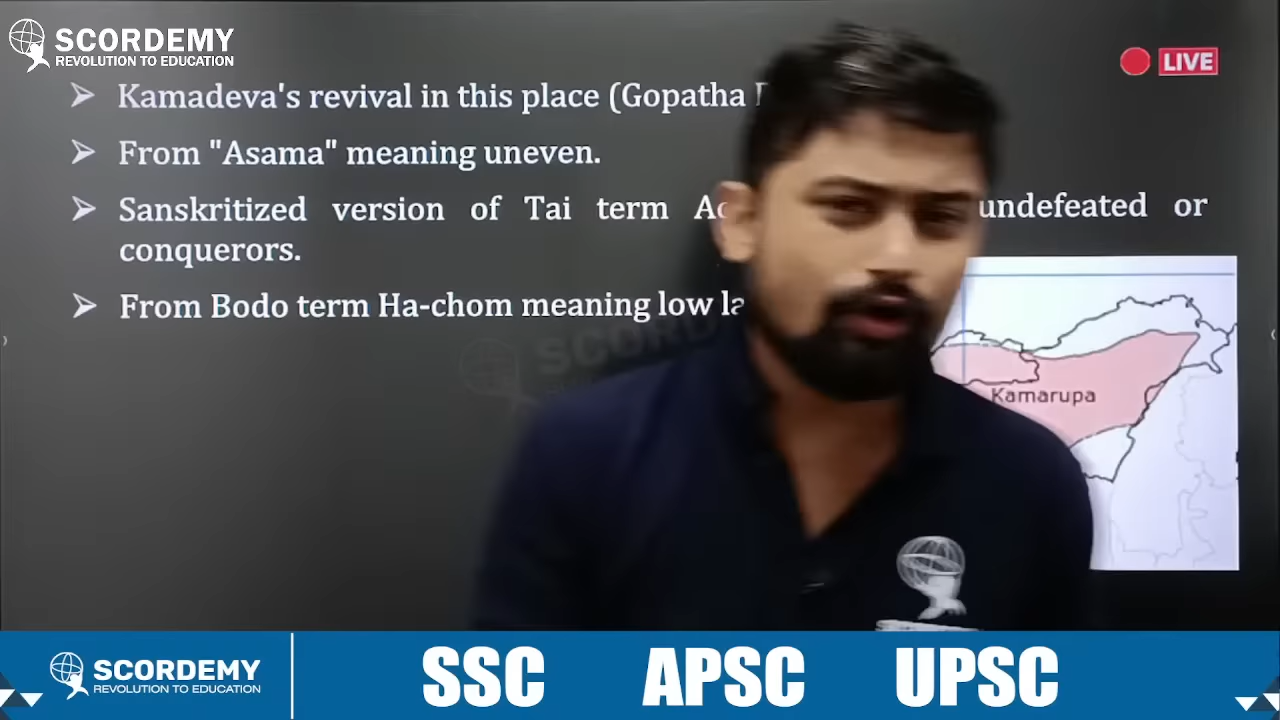 SCORDEMY
REVOLUTION TO EDUCATION
LIVE
Kamadeva's revival in this place (Gopatha
From "Asama" meaning uneven.
Sanskritized version of Tai term undefeated or
conquerors.
From Bodo term Ha-chom meaning low
Kamarupa
SCORDEMY
REVOLUTION TO EDUCATION
SSC APSC UPSC